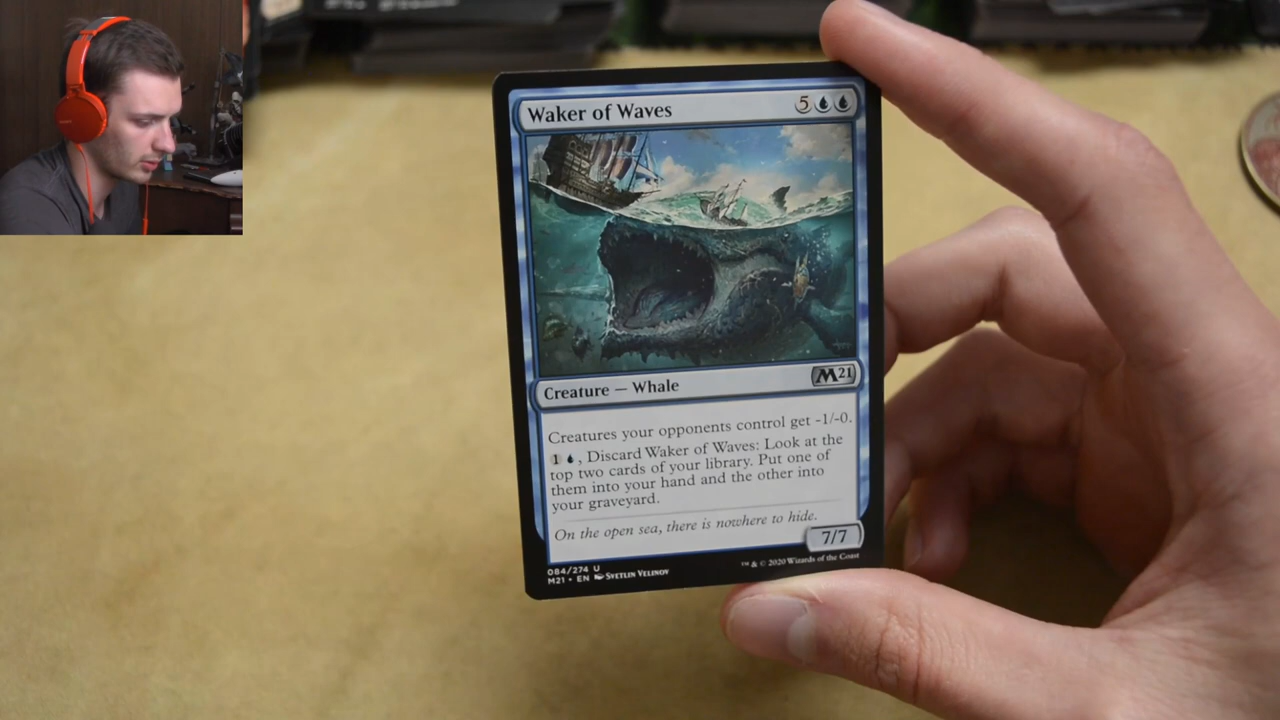 Waker of Waves 5
Creature — Whale M21
Creatures your opponents control get -1/-0.
1, Discard Waker of Waves: Look at the
top two cards of your library. Put one of
them into your hand and the other into
your graveyard.
On the open sea, there is nowhere to hide.
7/7
084/274 U
M21 • EN Svetlin Velinov
™ & © 2020 Wizards of the Coast